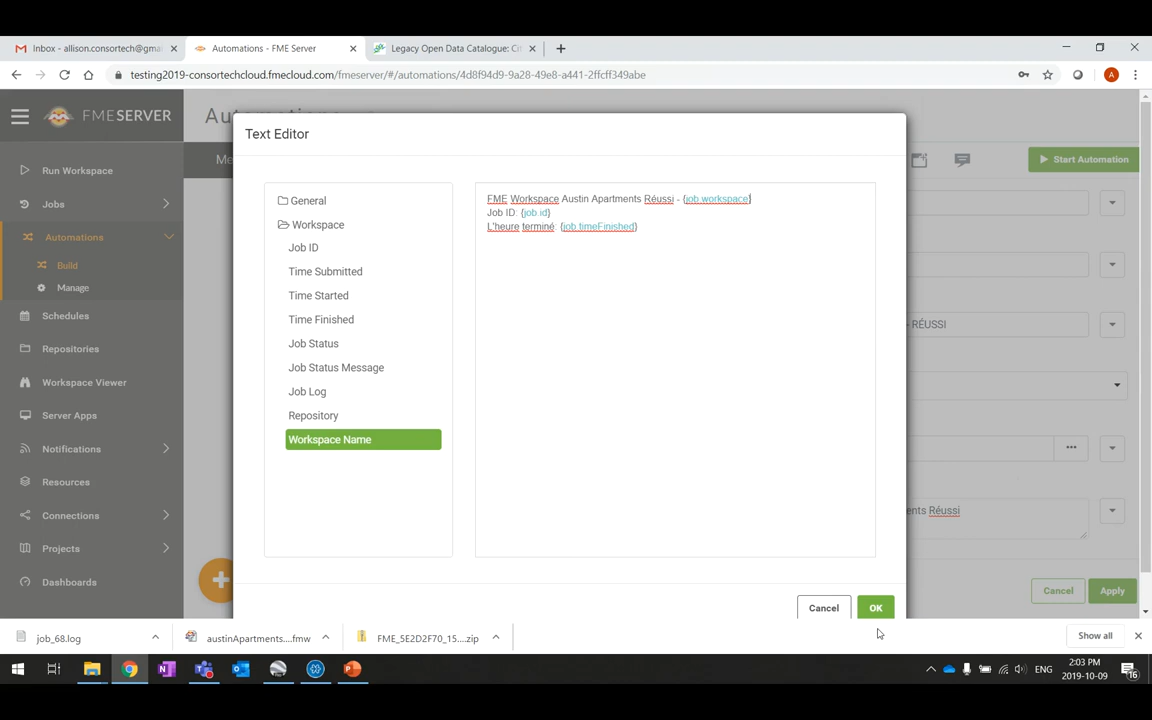 Inbox - allison.consortech@gma
Automations - FME Server
Legacy Open Data Catalogue: Ci
testing2019-consortechcloud.fmecloud.com/fmeserver/#/automations/4d8f94d9-9a28-49e8-a441-2ffcff349abe
A
FMESERVER
Text Editor
Me
Start Automation
Run Workspace
Jobs
Automations
Build
Manage
Schedules
Repositories
Workspace Viewer
Server Apps
Notifications
Resources
Connections
Projects
Dashboards
General
Workspace
Job ID
Time Submitted
Time Started
Time Finished
Job Status
Job Status Message
Job Log
Repository
Workspace Name
FME Workspace Austin Apartments Réussi - {job.workspace}
Job ID: {job.id}
L'heure terminé: {job.timeFinished}
- RÉUSSI
ents Réussi
Cancel
Apply
Cancel
OK
job_68.log
austinApartments....fmw
FME_5E2D2F70_15....zip
Show all
ENG
2:03 PM
2019-10-09
16